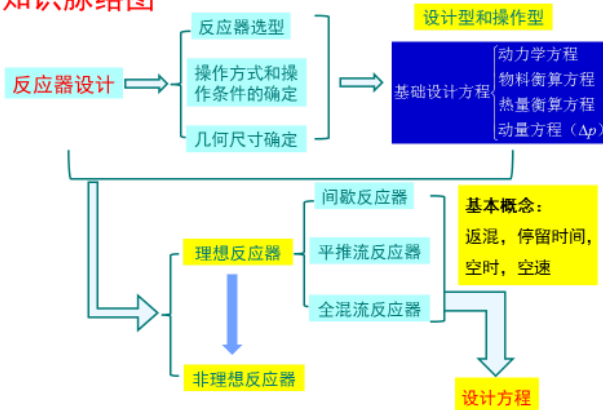 知识脉络图
设计型和操作型
反应器设计
反应器选型
操作方式和操
作条件的确定
几何尺寸确定
基础设计方程
动力学方程
物料衡算方程
热量衡算方程
动量方程（Δp）
理想反应器
非理想反应器
间歇反应器
平推流反应器
全混流反应器
基本概念：
返混，停留时间，
空时，空速
设计方程